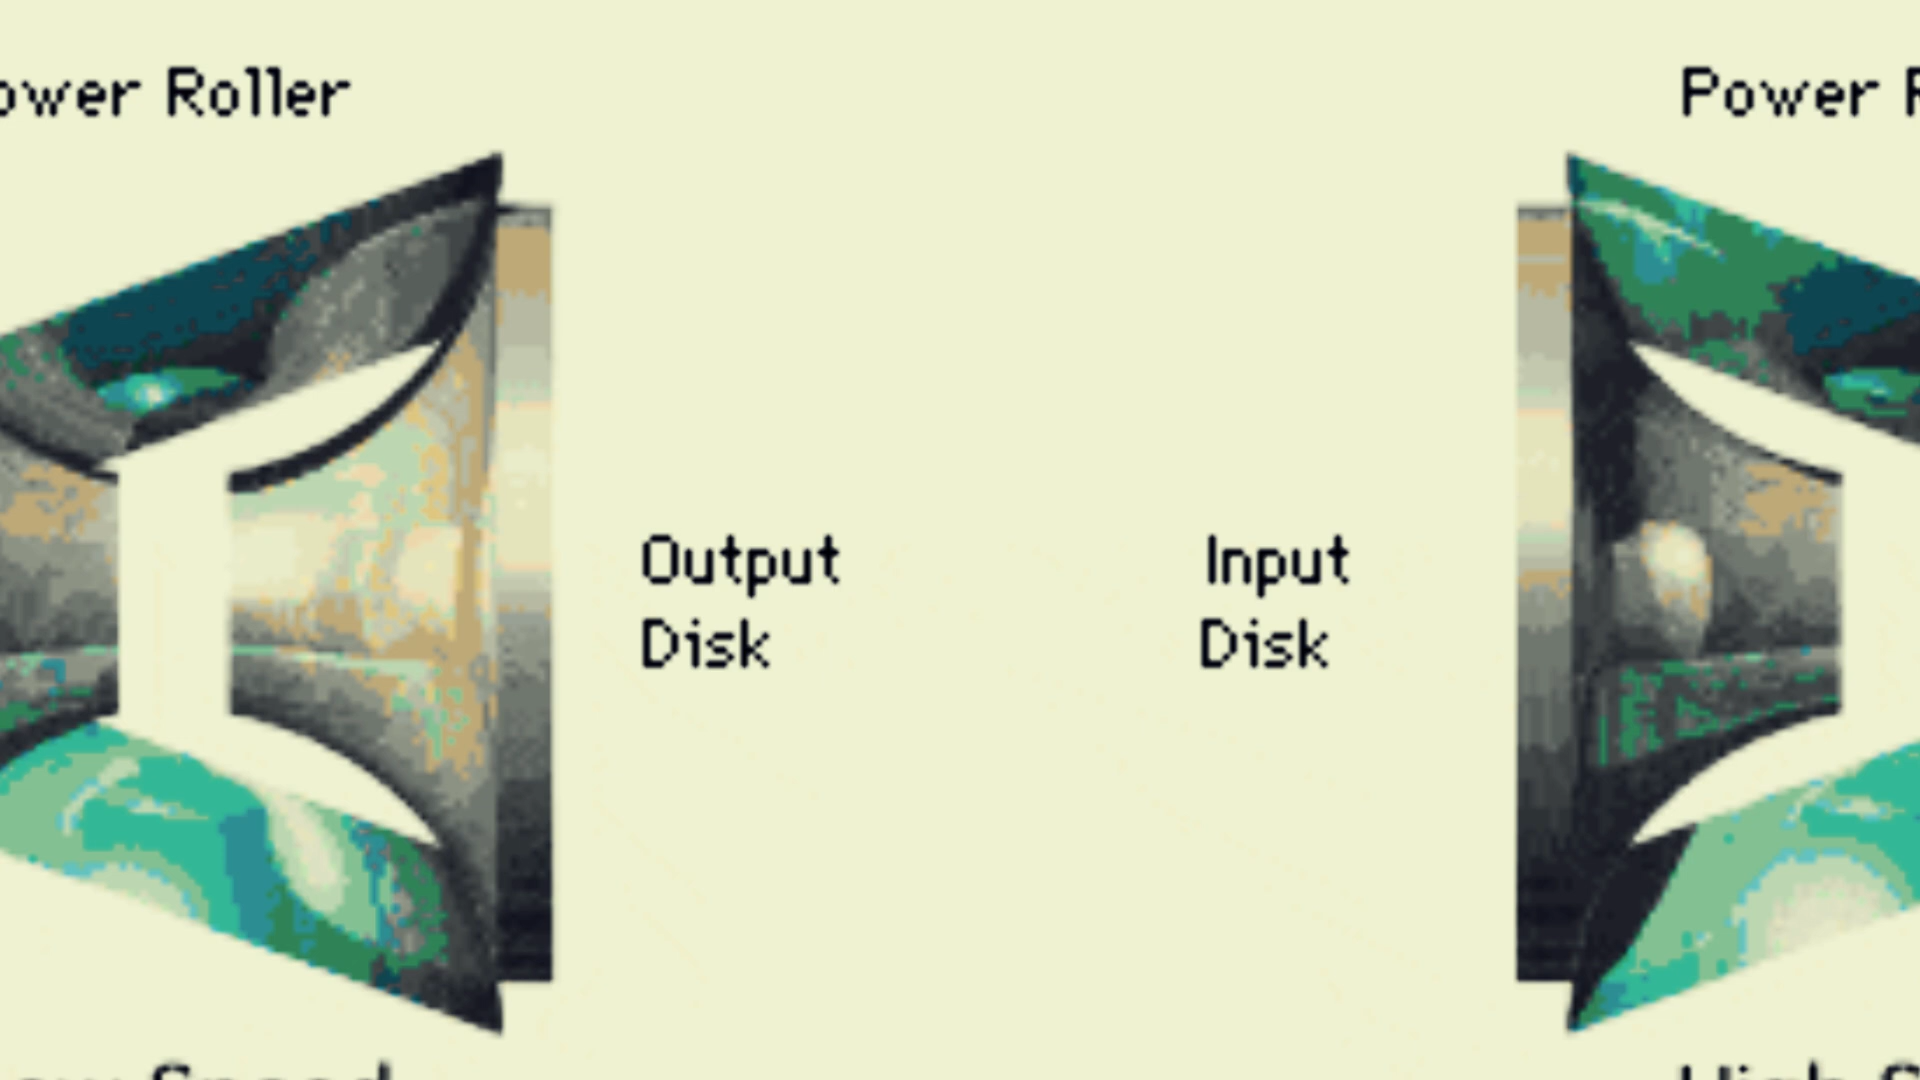 ower Roller
Power R
Output
Disk
Input
Disk